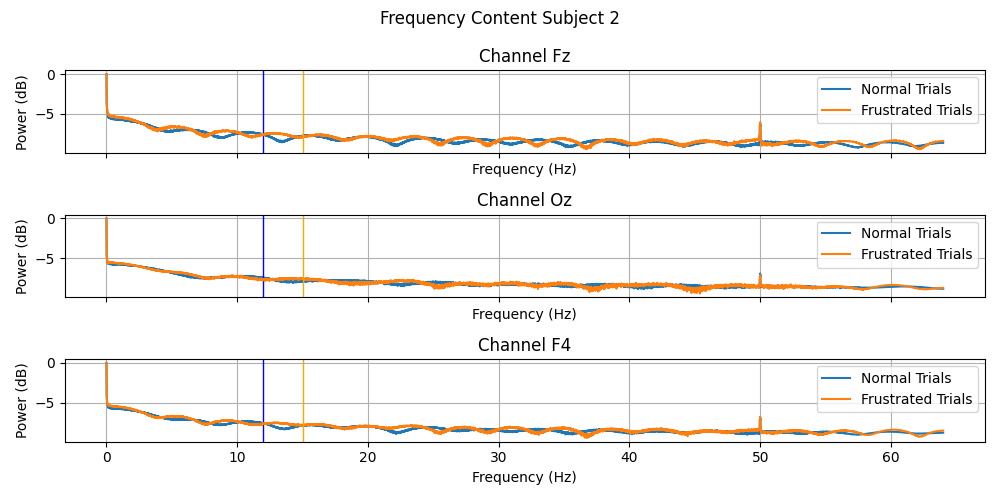 Frequency Content Subject 2
Channel Fz
Power (dB)
0
−5
Normal Trials
Frustrated Trials
Frequency (Hz)
Channel Oz
Power (dB)
0
−5
Normal Trials
Frustrated Trials
Frequency (Hz)
Channel F4
Power (dB)
0
−5
Normal Trials
Frustrated Trials
0 10 20 30 40 50 60
Frequency (Hz)